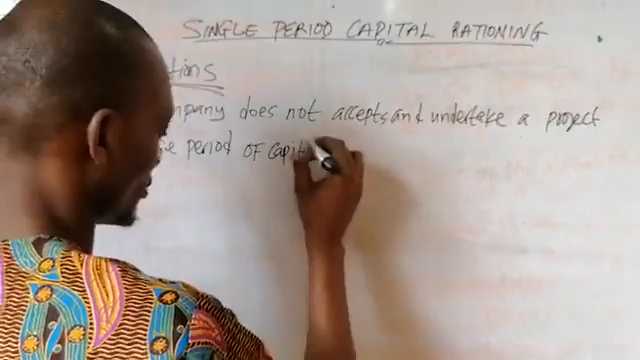 SINGLE PERIOD CAPITAL RATIONING
tions
mpany does not accepts and undertake a project
e period of capit